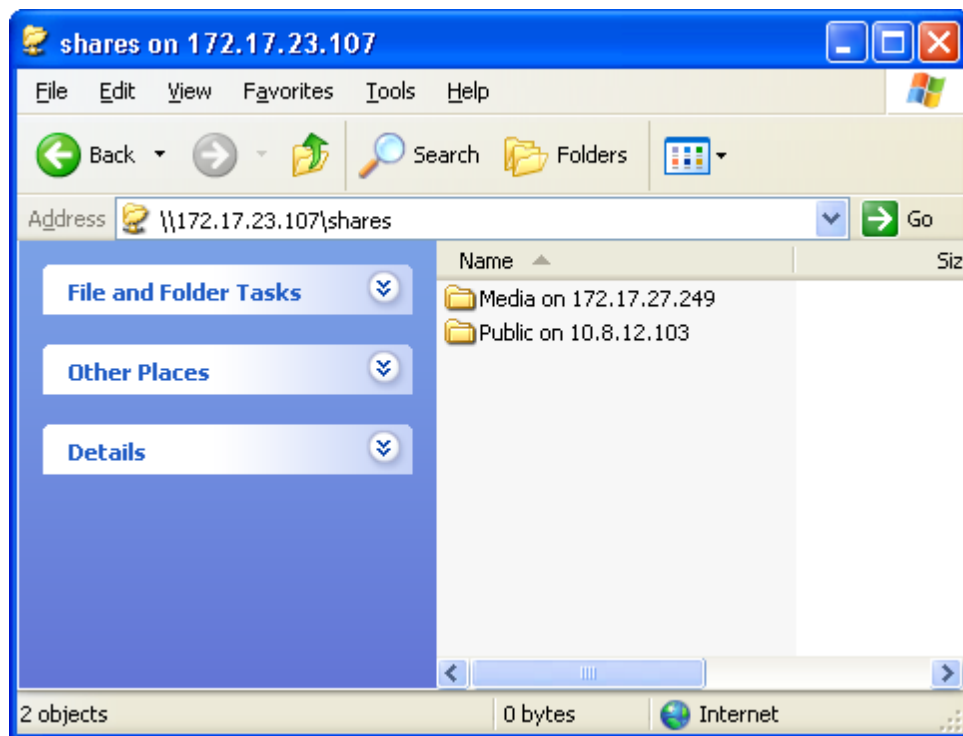 shares on 172.17.23.107
File Edit View Favorites Tools Help
Back Search Folders
Address \\172.17.23.107\shares Go
File and Folder Tasks
Other Places
Details
Name Siz
Media on 172.17.27.249
Public on 10.8.12.103
2 objects 0 bytes Internet